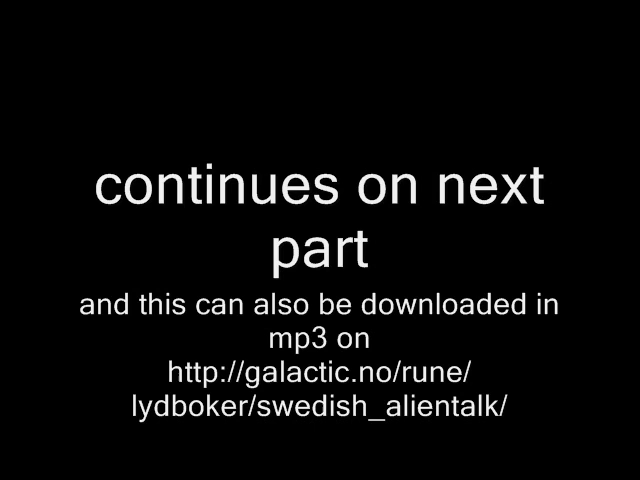 continues on next
part
and this can also be downloaded in
mp3 on
http://galactic.no/rune/
lydboker/swedish_alientalk/